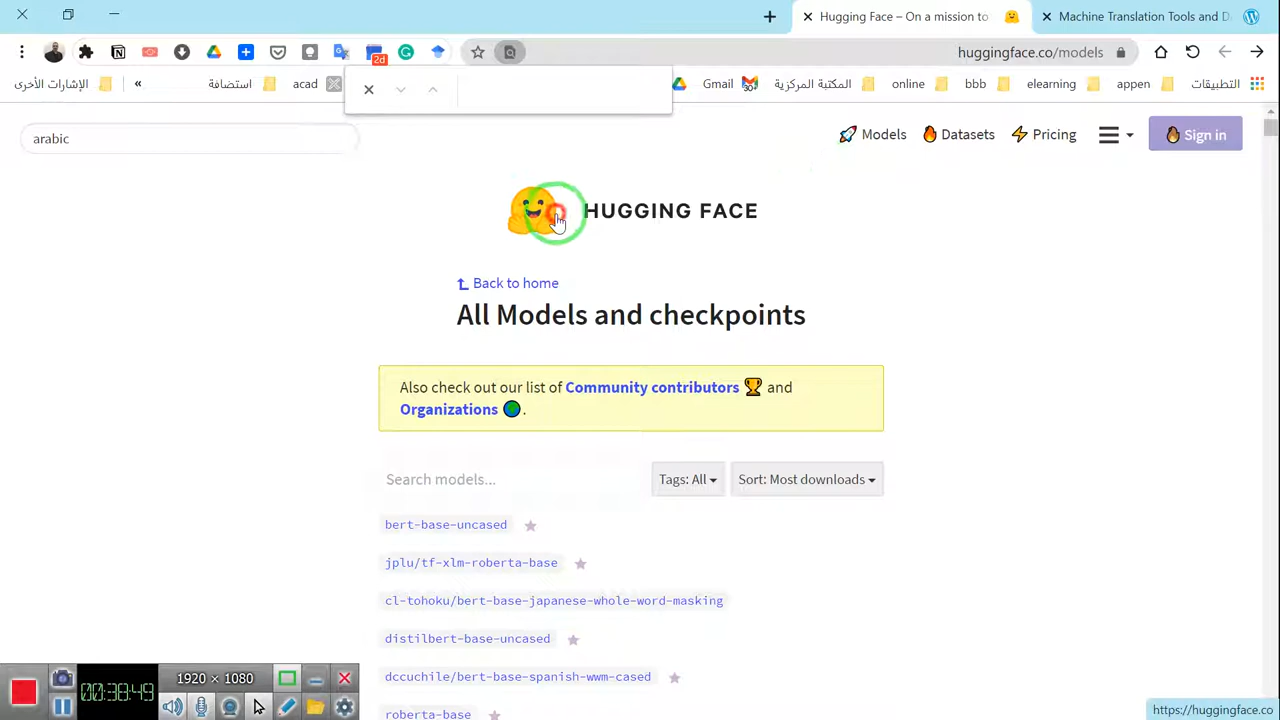 Hugging Face – On a mission to
Machine Translation Tools and D
2d
huggingface.co/models
الإشارات الأخرى
»
استضافة
acad
Gmail
المكتبة المركزية
online
bbb
elearning
appen
التطبيقات
arabic
Models
Datasets
Pricing
Sign in
HUGGING FACE
Back to home
All Models and checkpoints
Also check out our list of Community contributors 🏆 and
Organizations 🌍.
Search models...
Tags: All
Sort: Most downloads
bert-base-uncased
jplu/tf-xlm-roberta-base
cl-tohoku/bert-base-japanese-whole-word-masking
distilbert-base-uncased
dccuchile/bert-base-spanish-wwm-cased
roberta-base
00:38:49
1920 × 1080
https://huggingface.co